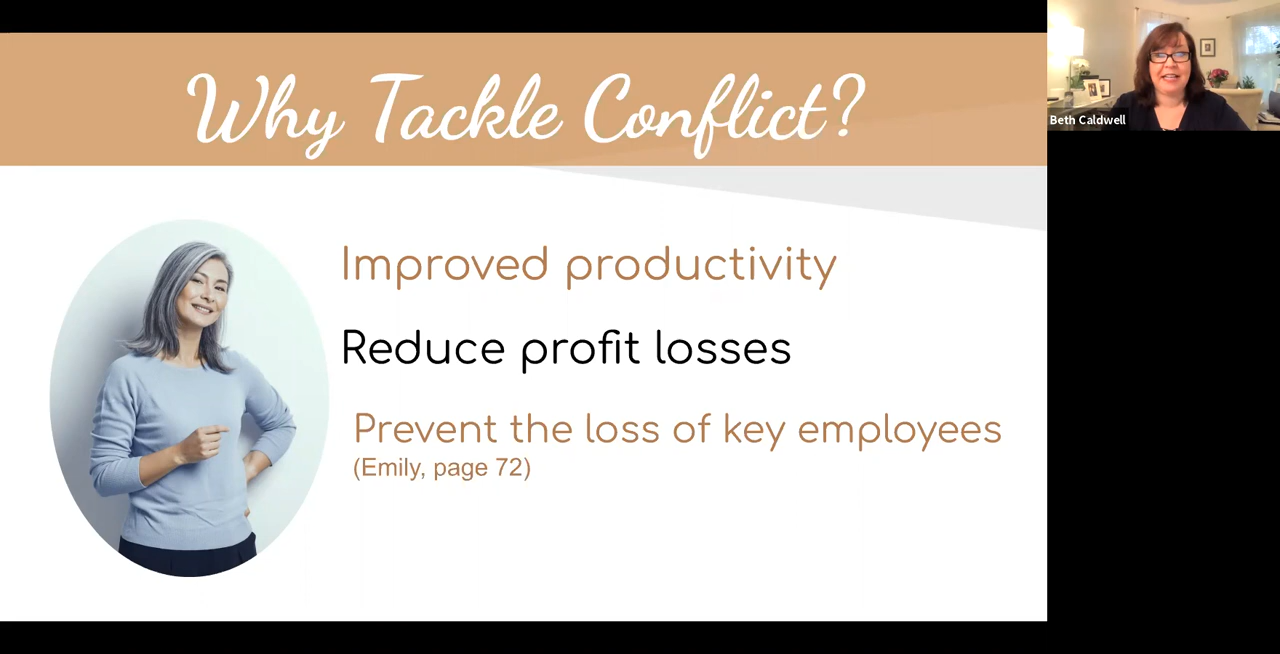 Why Tackle Conflict?
Beth Caldwell
Improved productivity
Reduce profit losses
Prevent the loss of key employees
(Emily, page 72)